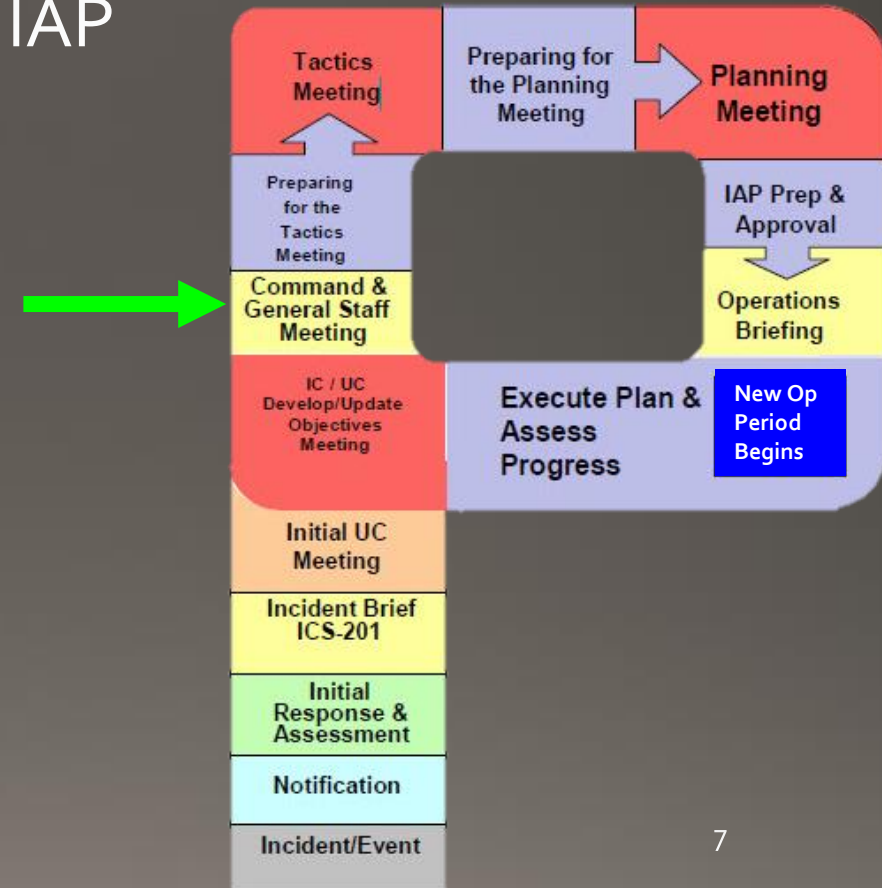 IAP
Tactics
Meeting
Preparing for
the Planning
Meeting
Planning
Meeting
Preparing
for the
Tactics
Meeting
IAP Prep &
Approval
Command &
General Staff
Meeting
Operations
Briefing
IC / UC
Develop/Update
Objectives
Meeting
Execute Plan &
Assess
Progress
New Op
Period
Begins
Initial UC
Meeting
Incident Brief
ICS-201
Initial
Response &
Assessment
Notification
Incident/Event
7